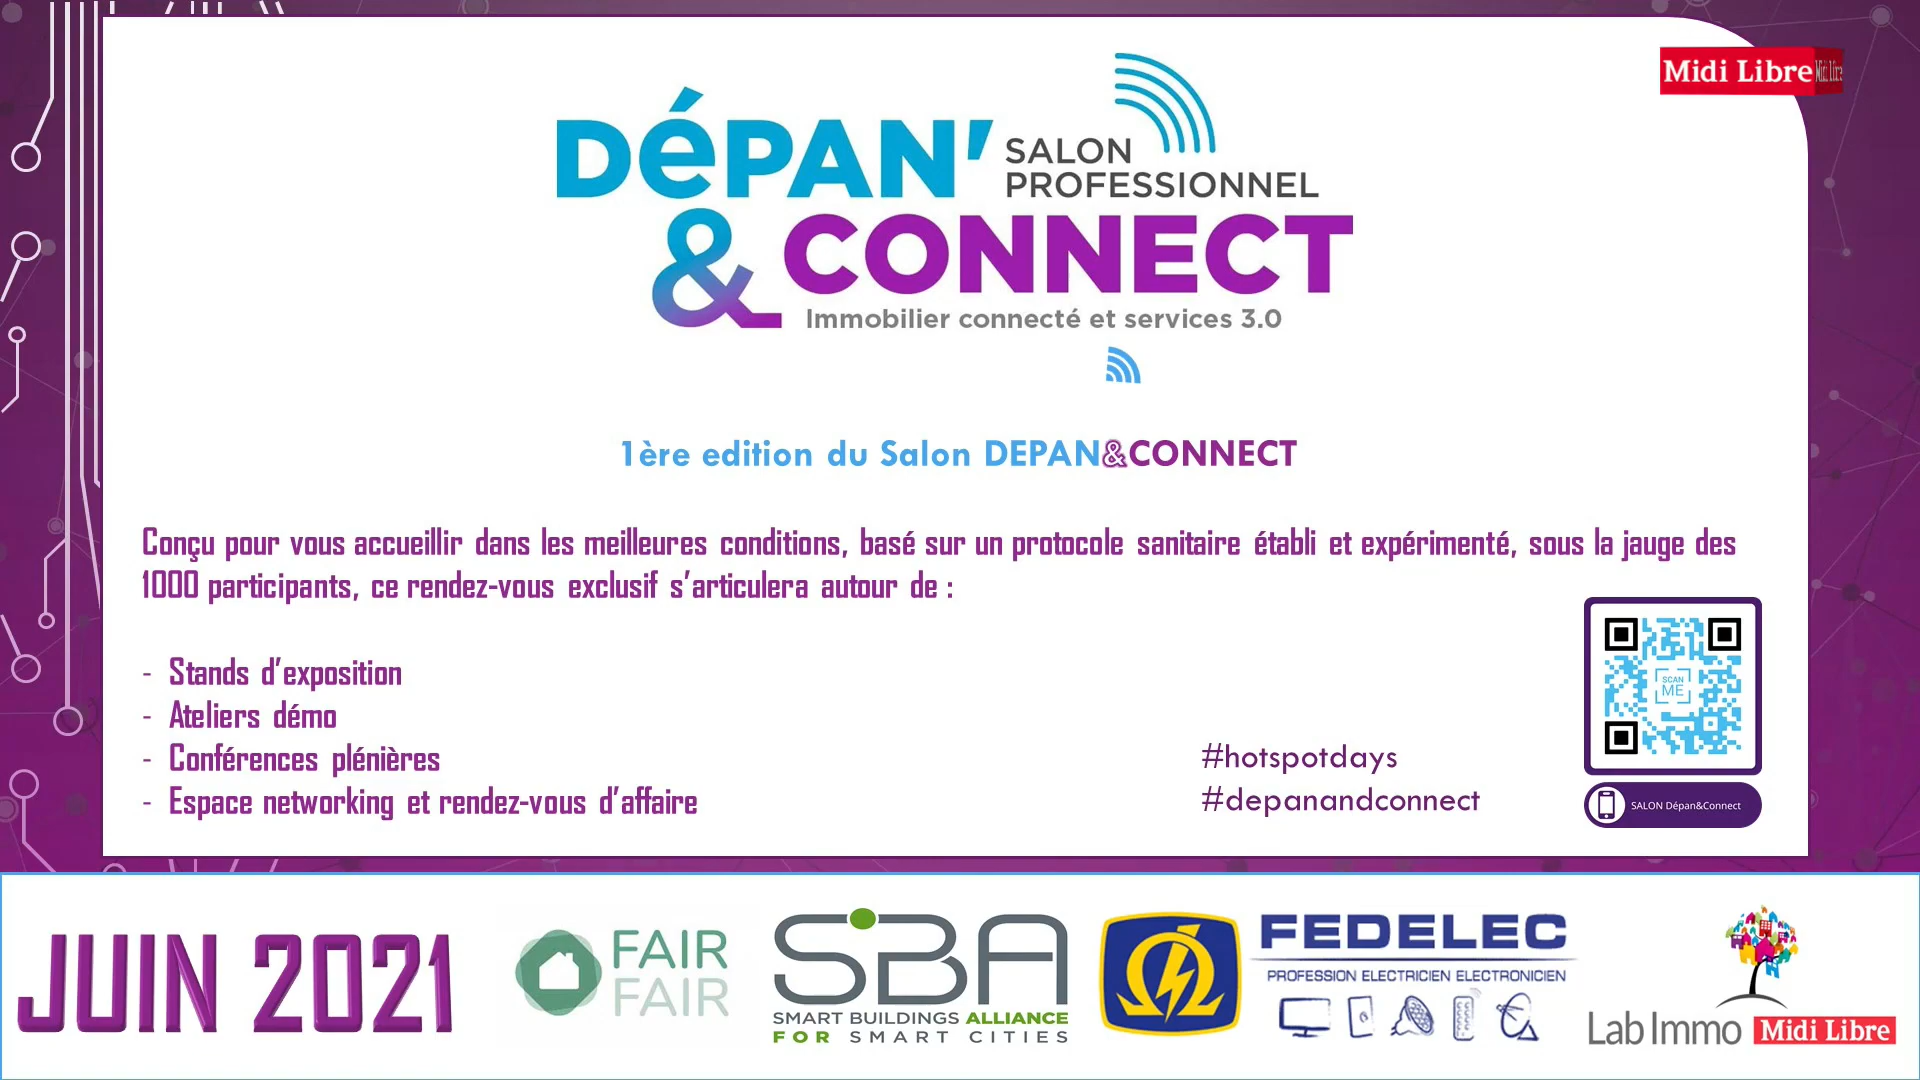 Midi Libre
Midi Libre
DéPAN' SALON
PROFESSIONNEL
& CONNECT
Immobilier connecté et services 3.0
1ère edition du Salon DEPAN&CONNECT
Conçu pour vous accueillir dans les meilleures conditions, basé sur un protocole sanitaire établi et expérimenté, sous la jauge des
1000 participants, ce rendez-vous exclusif s’articulera autour de :
- Stands d’exposition
- Ateliers démo
- Conférences plénières
- Espace networking et rendez-vous d’affaire
#hotspotdays
#depanandconnect
SCAN
ME
SALON Dépan&Connect
JUIN 2021
FAIR
FAIR
SBA
SMART BUILDINGS ALLIANCE
FOR SMART CITIES
FEDELEC
PROFESSION ELECTRICIEN ELECTRONICIEN
Lab Immo Midi Libre